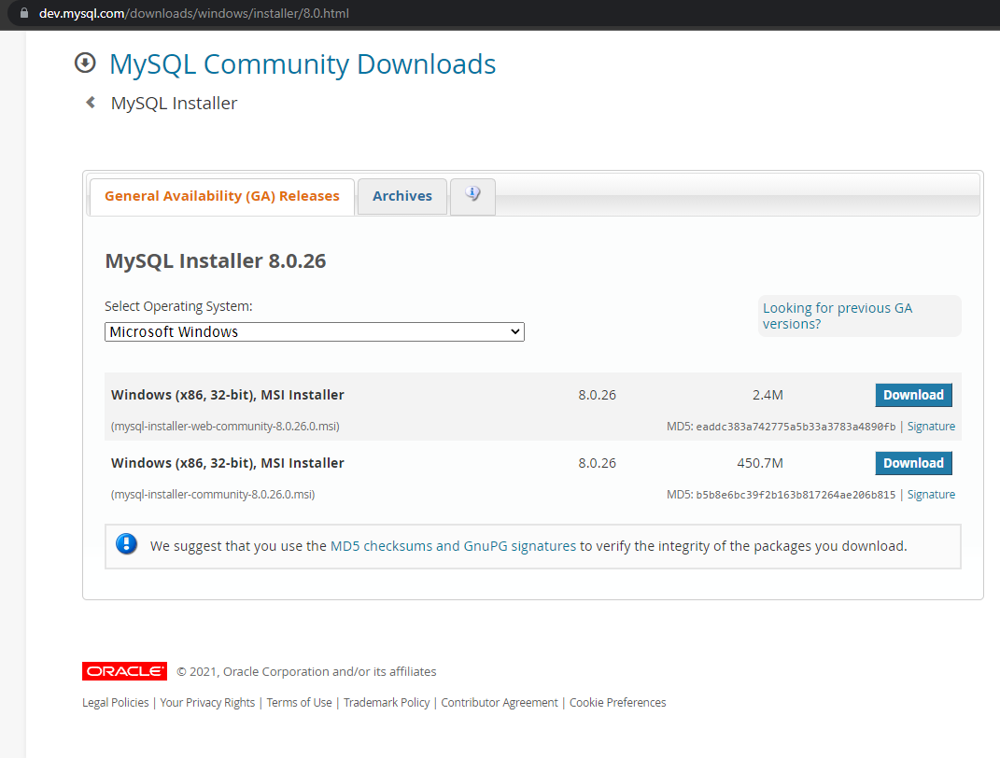 dev.mysql.com/downloads/windows/installer/8.0.html
MySQL Community Downloads
MySQL Installer
General Availability (GA) Releases
Archives
MySQL Installer 8.0.26
Select Operating System:
Looking for previous GA
versions?
Microsoft Windows
Windows (x86, 32-bit), MSI Installer 8.0.26 2.4M Download
(mysql-installer-web-community-8.0.26.0.msi) MD5: eaddc383a742775a5b33a3783a4890fb | Signature
Windows (x86, 32-bit), MSI Installer 8.0.26 450.7M Download
(mysql-installer-community-8.0.26.0.msi) MD5: b5b8e6bc39f2b163b817264ae206b815 | Signature
We suggest that you use the MD5 checksums and GnuPG signatures to verify the integrity of the packages you download.
ORACLE © 2021, Oracle Corporation and/or its affiliates
Legal Policies | Your Privacy Rights | Terms of Use | Trademark Policy | Contributor Agreement | Cookie Preferences